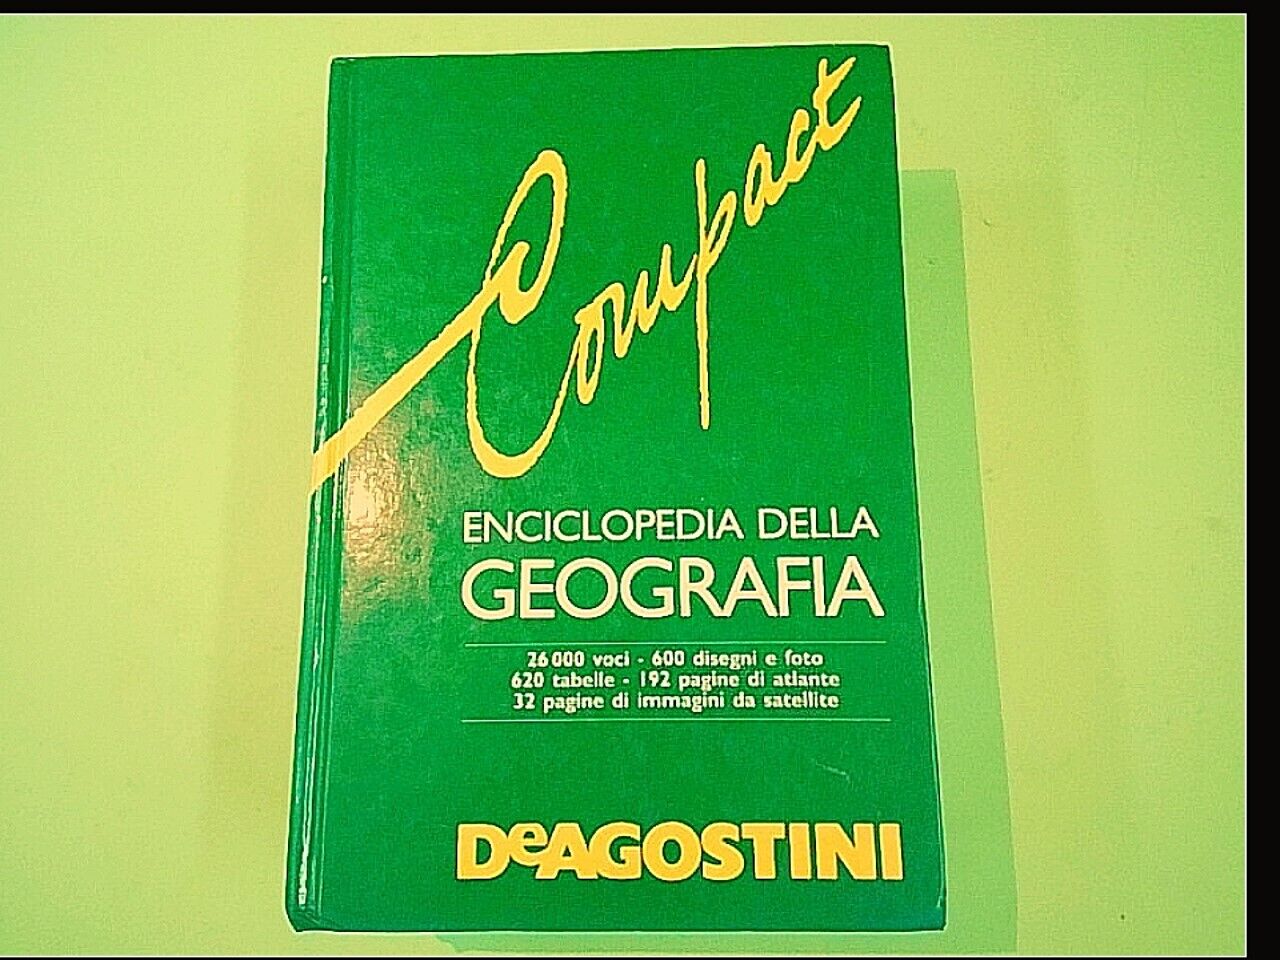 Compact
ENCICLOPEDIA DELLA
GEOGRAFIA
26 000 voci - 600 disegni e foto
620 tabelle - 192 pagine di atlante
32 pagine di immagini da satellite
DeAGOSTINI